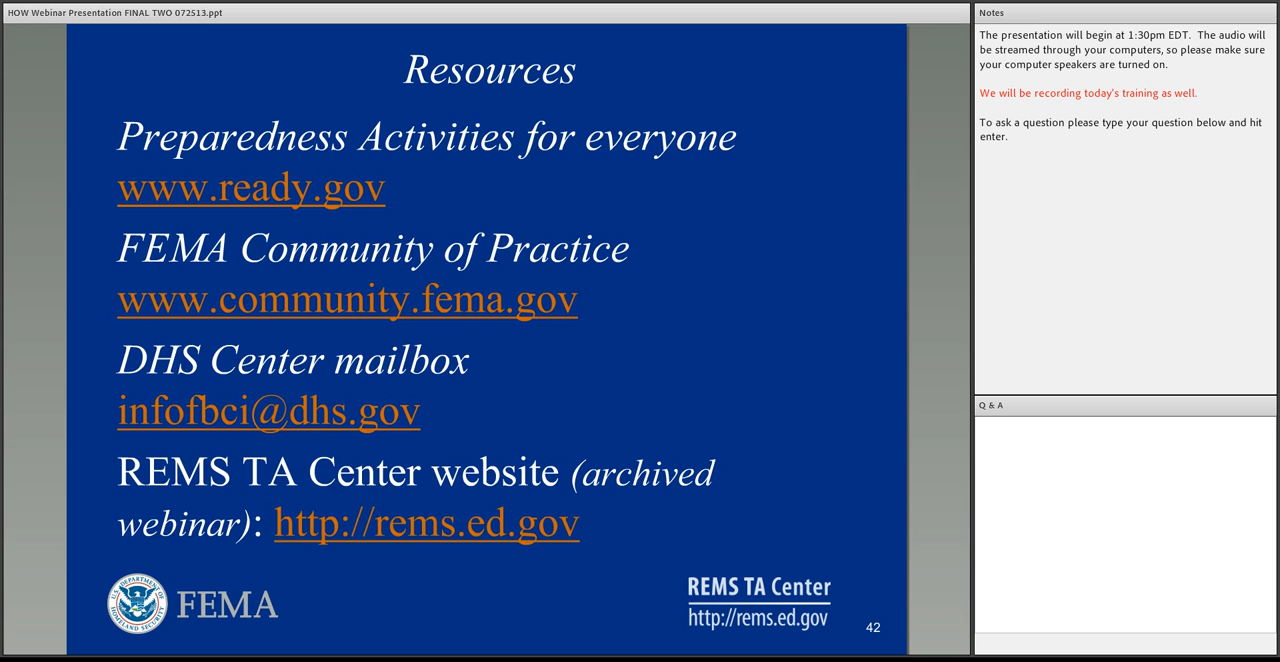 HOW Webinar Presentation FINAL TWO 072513.ppt
Resources
Preparedness Activities for everyone
www.ready.gov
FEMA Community of Practice
www.community.fema.gov
DHS Center mailbox
infofbci@dhs.gov
REMS TA Center website (archived
webinar): http://rems.ed.gov
U.S. DEPARTMENT OF
HOMELAND SECURITY
FEMA
REMS TA Center
http://rems.ed.gov
42
Notes
The presentation will begin at 1:30pm EDT. The audio will
be streamed through your computers, so please make sure
your computer speakers are turned on.
We will be recording today's training as well.
To ask a question please type your question below and hit
enter.
Q & A